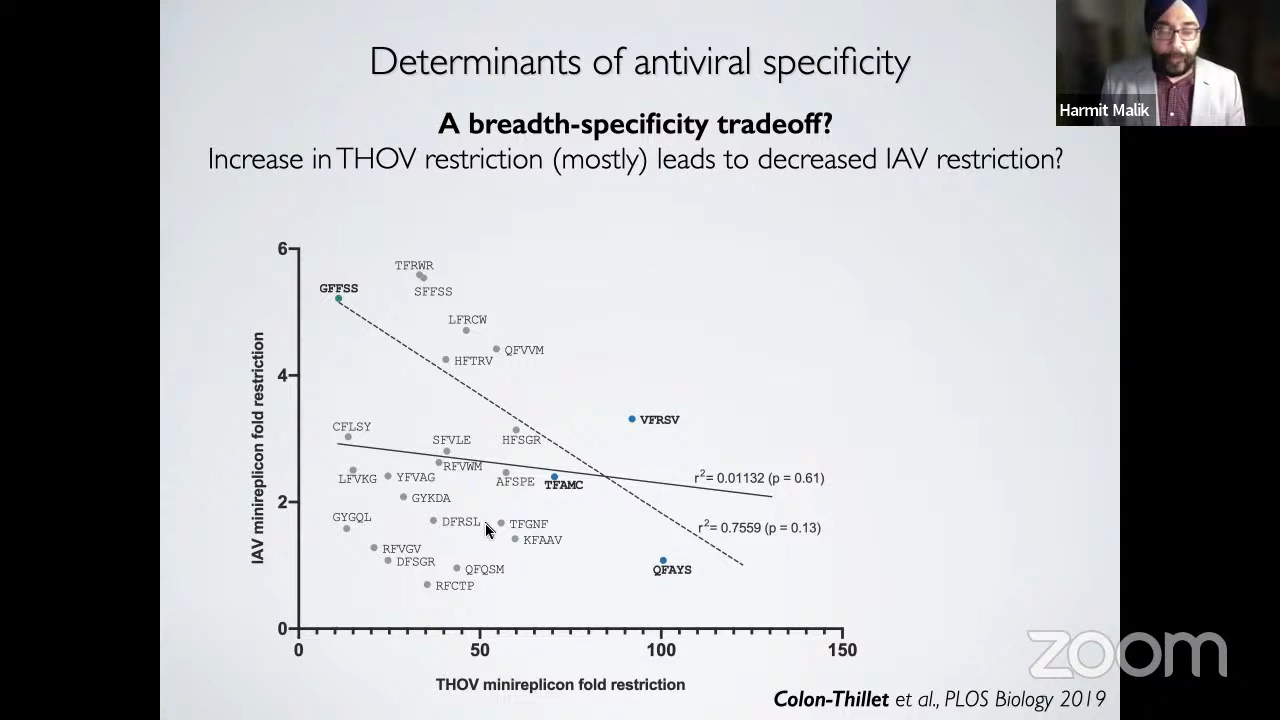 Determinants of antiviral specificity
Harmit Malik
A breadth-specificity tradeoff?
Increase in THOV restriction (mostly) leads to decreased IAV restriction?
6
TFRWR
GFFSS
SFFSS
LFRCW
QFVVM
HFTRV
4
VFRSV
CFLSY
SFVLE
HFSGR
RFVWM
LFVKG
YFVAG
AFSPE
TFAMC
r2= 0.01132 (p = 0.61)
GYKDA
2
GYGQL
DFRSL
TFGNF
r2= 0.7559 (p = 0.13)
KFAAV
RFVGV
DFSGR
QFQSM
QFAYS
RFCTP
0
IAV minireplicon fold restriction
0
50
100
150
THOV minireplicon fold restriction
zoom
Colon-Thillet et al., PLOS Biology 2019